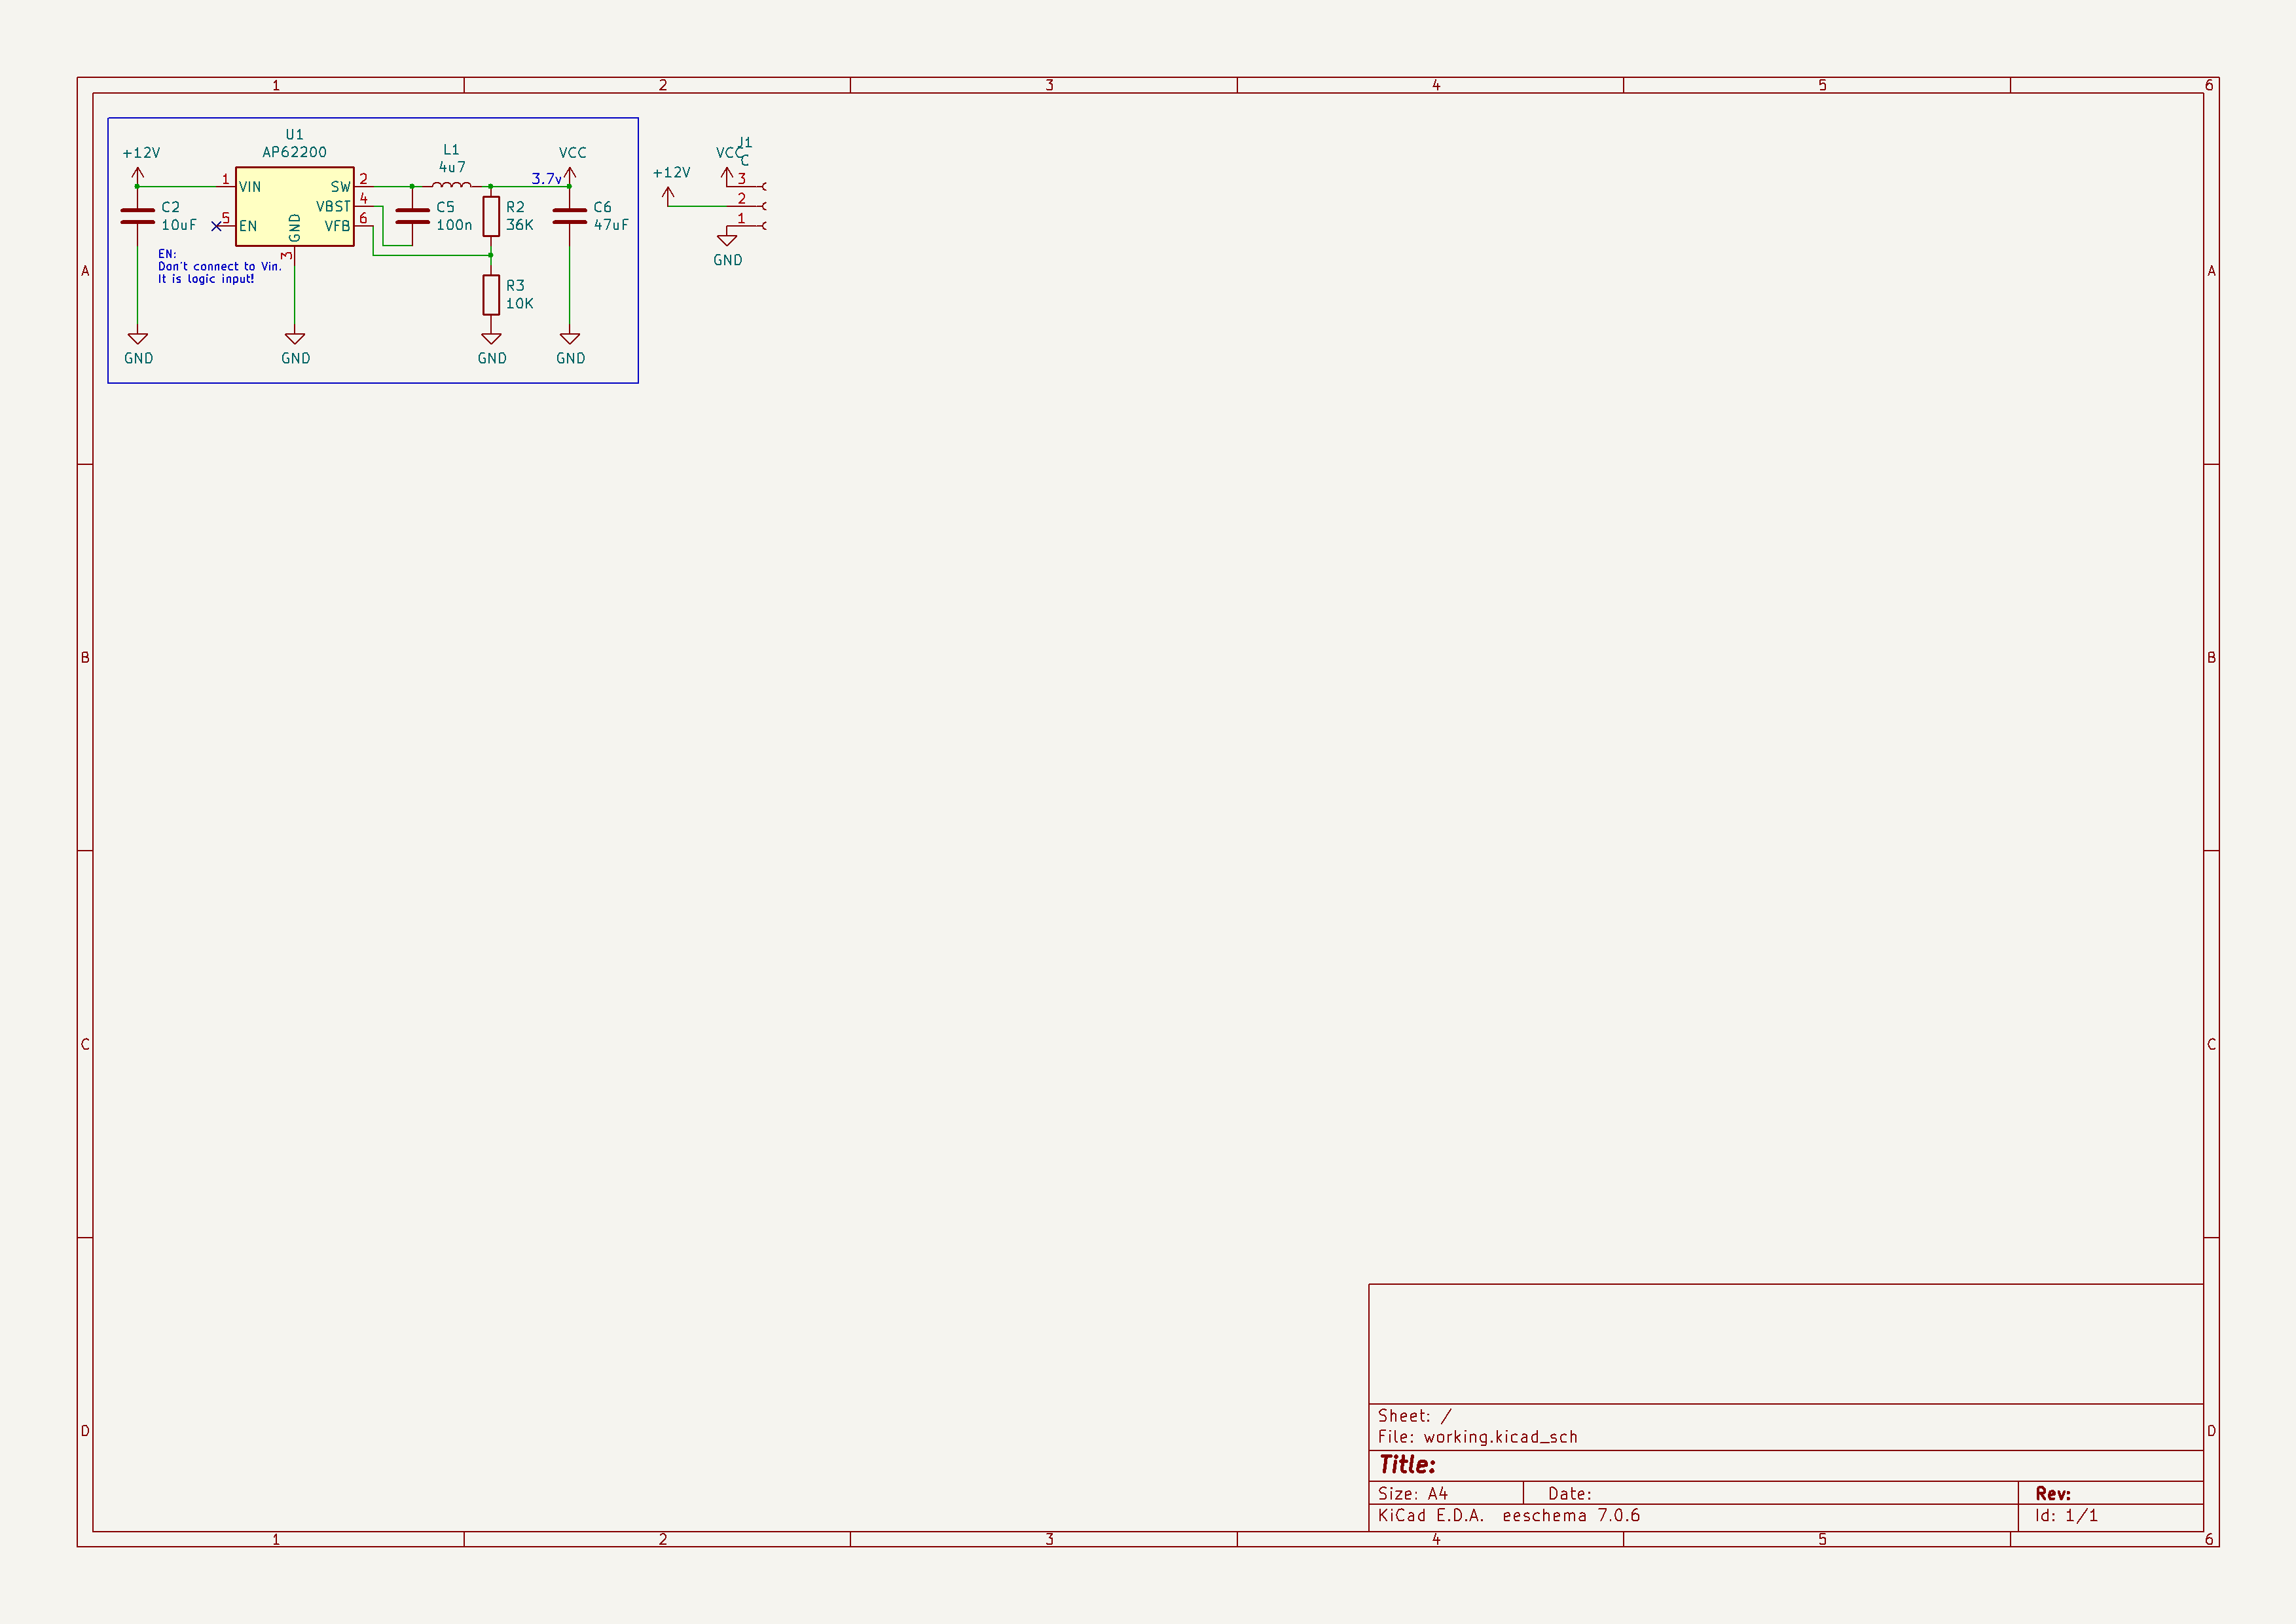 1 2 3 4 5 6
U1
AP62200
+12V
L1
4u7
VCC
3.7v
1
VIN
SW
2
VBST
4
5
EN
GND
VFB
6
3
C2
10uF
C5
100n
R2
36K
C6
47uF
EN:
Don't connect to Vin.
It is logic input!
R3
10K
GND
GND
GND
GND
J1
C
VCC
+12V
3
2
1
GND
A
A
B
B
C
C
D
D
Sheet: /
File: working.kicad_sch
Title:
Size: A4
Date:
Rev:
KiCad E.D.A. eeschema 7.0.6
Id: 1/1
1 2 3 4 5 6